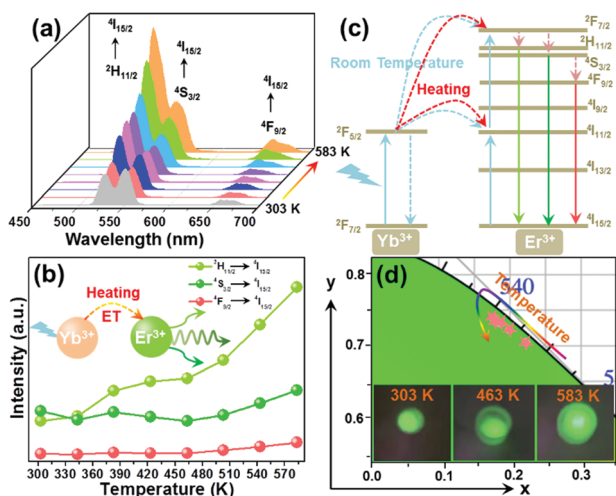 (a)
⁴I₁₅/₂
²H₁₁/₂
⁴I₁₅/₂
⁴S₃/₂
⁴I₁₅/₂
⁴F₉/₂
583 K
303 K
450 500 550 600 650 700
Wavelength (nm)
(b)
²H₁₁/₂ → ⁴I₁₅/₂
⁴S₃/₂ → ⁴I₁₅/₂
⁴F₉/₂ → ⁴I₁₅/₂
Heating
ET
Yb³⁺
Er³⁺
Intensity (a.u.)
300 330 360 390 420 450 480 510 540 570
Temperature (K)
(c)
Room Temperature
Heating
²F₅/₂
²F₇/₂
Yb³⁺
²F₇/₂
²H₁₁/₂
⁴S₃/₂
⁴F₉/₂
⁴I₉/₂
⁴I₁₁/₂
⁴I₁₃/₂
⁴I₁₅/₂
Er³⁺
(d)
y
0.8
0.7
0.6
540
Temperature
5
303 K
463 K
583 K
0.0 0.1 0.2 0.3
x